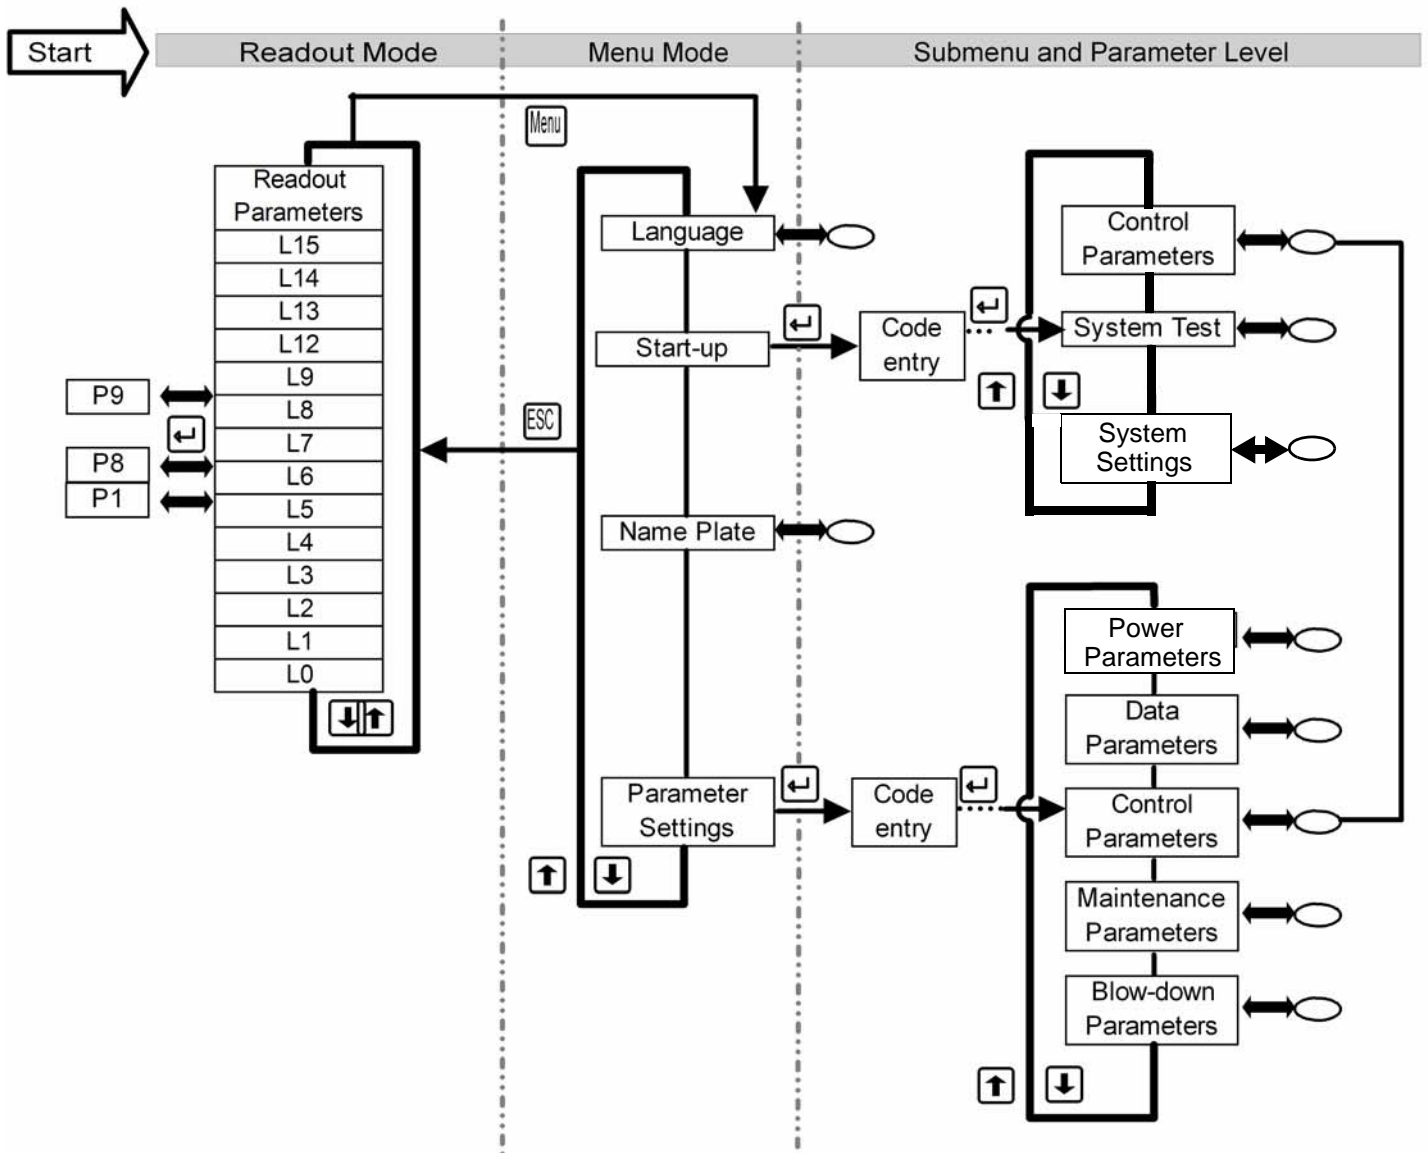 Start
Readout Mode
Menu Mode
Submenu and Parameter Level
Menu
Readout
Parameters
L15
L14
L13
L12
L9
L8
L7
L6
L5
L4
L3
L2
L1
L0
P9
P8
P1
ESC
Language
Start-up
Name Plate
Parameter
Settings
Code
entry
Control
Parameters
System Test
System
Settings
Code
entry
Power
Parameters
Data
Parameters
Control
Parameters
Maintenance
Parameters
Blow-down
Parameters